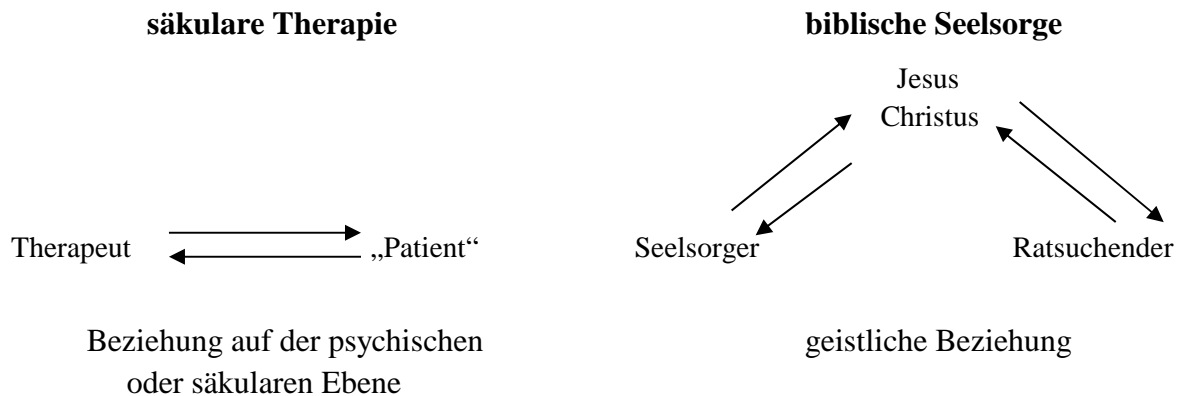 säkulare Therapie
biblische Seelsorge
Jesus
Christus
Therapeut
„Patient“
Seelsorger
Ratsuchender
Beziehung auf der psychischen
oder säkularen Ebene
geistliche Beziehung